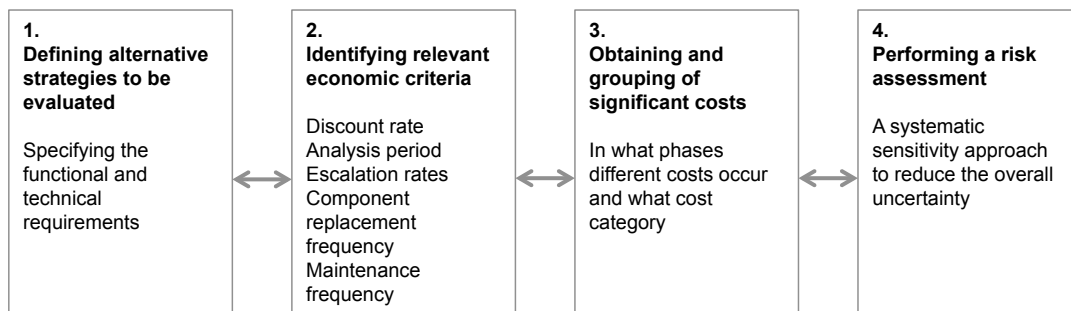 1.
Defining alternative
strategies to be
evaluated
Specifying the
functional and
technical
requirements
2.
Identifying relevant
economic criteria
Discount rate
Analysis period
Escalation rates
Component
replacement
frequency
Maintenance
frequency
3.
Obtaining and
grouping of
significant costs
In what phases
different costs occur
and what cost
category
4.
Performing a risk
assessment
A systematic
sensitivity approach
to reduce the overall
uncertainty